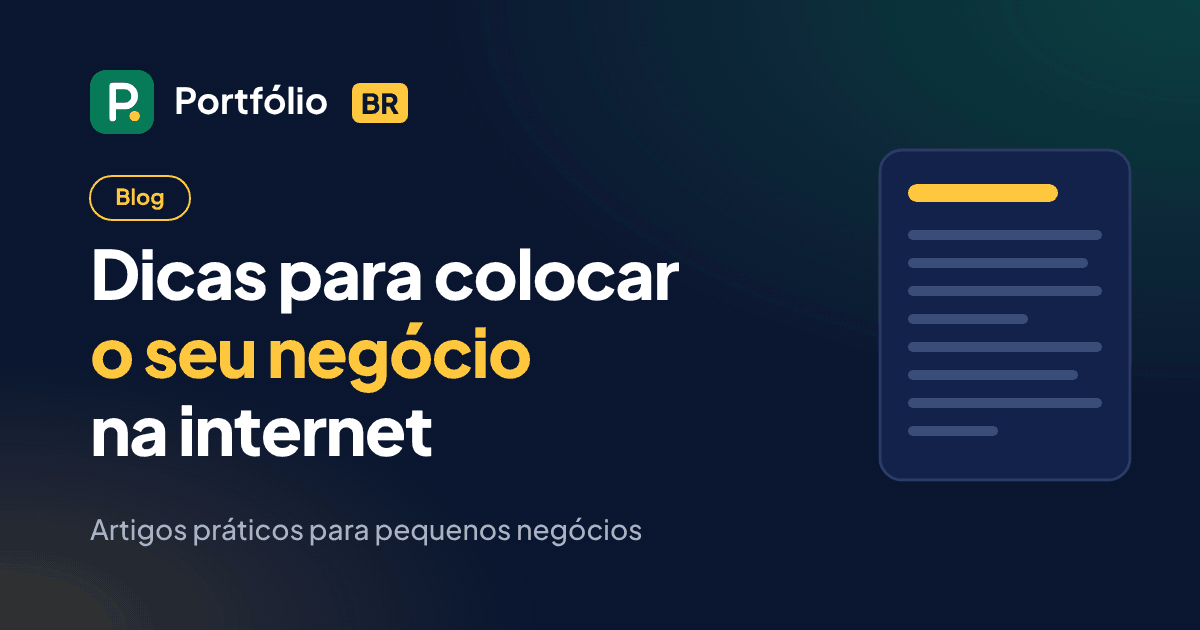 P.
Portfólio BR
Blog
Dicas para colocar
o seu negócio
na internet
Artigos práticos para pequenos negócios